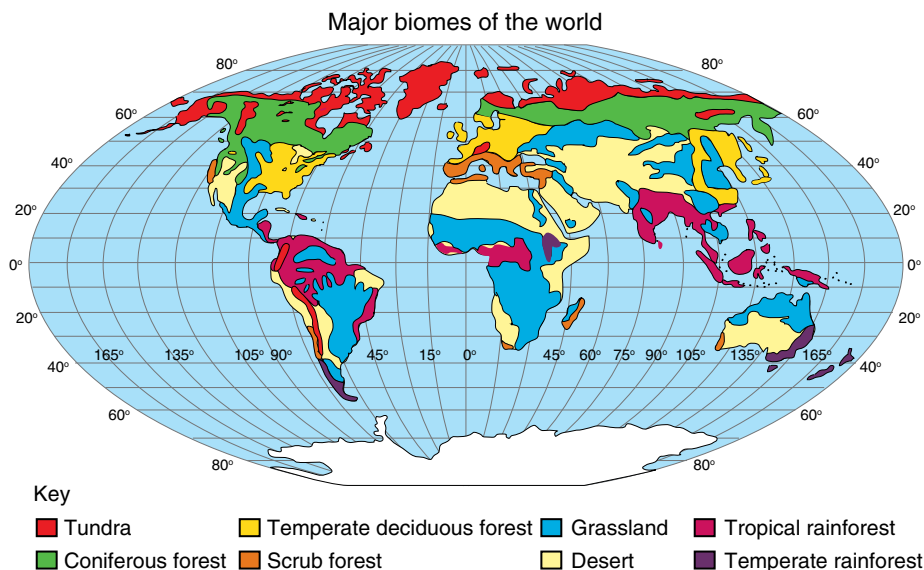 Major biomes of the world
80° 80°
60° 60°
40° 40°
20° 20°
0° 0°
20° 20°
165° 135° 105° 90° 45° 15° 0° 45° 60° 75° 90° 105° 135° 165°
40° 40°
60° 60°
80° 80°
Key
Tundra Temperate deciduous forest Grassland Tropical rainforest
Coniferous forest Scrub forest Desert Temperate rainforest